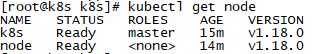 [root@k8s k8s]# kubectl get node
NAME STATUS ROLES AGE VERSION
k8s Ready master 15m v1.18.0
node Ready <none> 14m v1.18.0